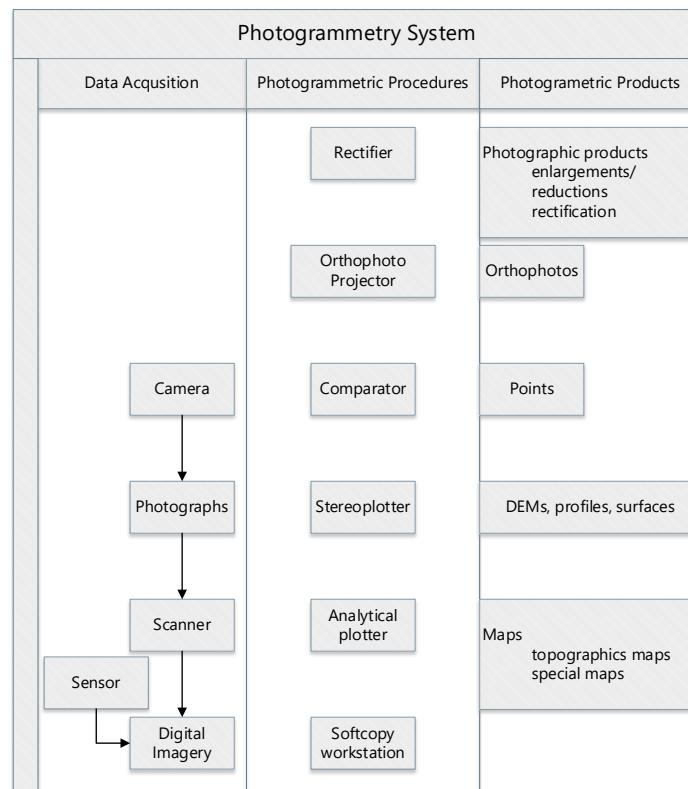 Photogrammetry System
Data Acqusition
Photogrammetric Procedures
Photogrametric Products
Rectifier
Photographic products
enlargements/
reductions
rectification
Orthophoto
Projector
Orthophotos
Camera
Comparator
Points
Photographs
Stereoplotter
DEMs, profiles, surfaces
Scanner
Analytical
plotter
Maps
topographics maps
special maps
Sensor
Digital
Imagery
Softcopy
workstation